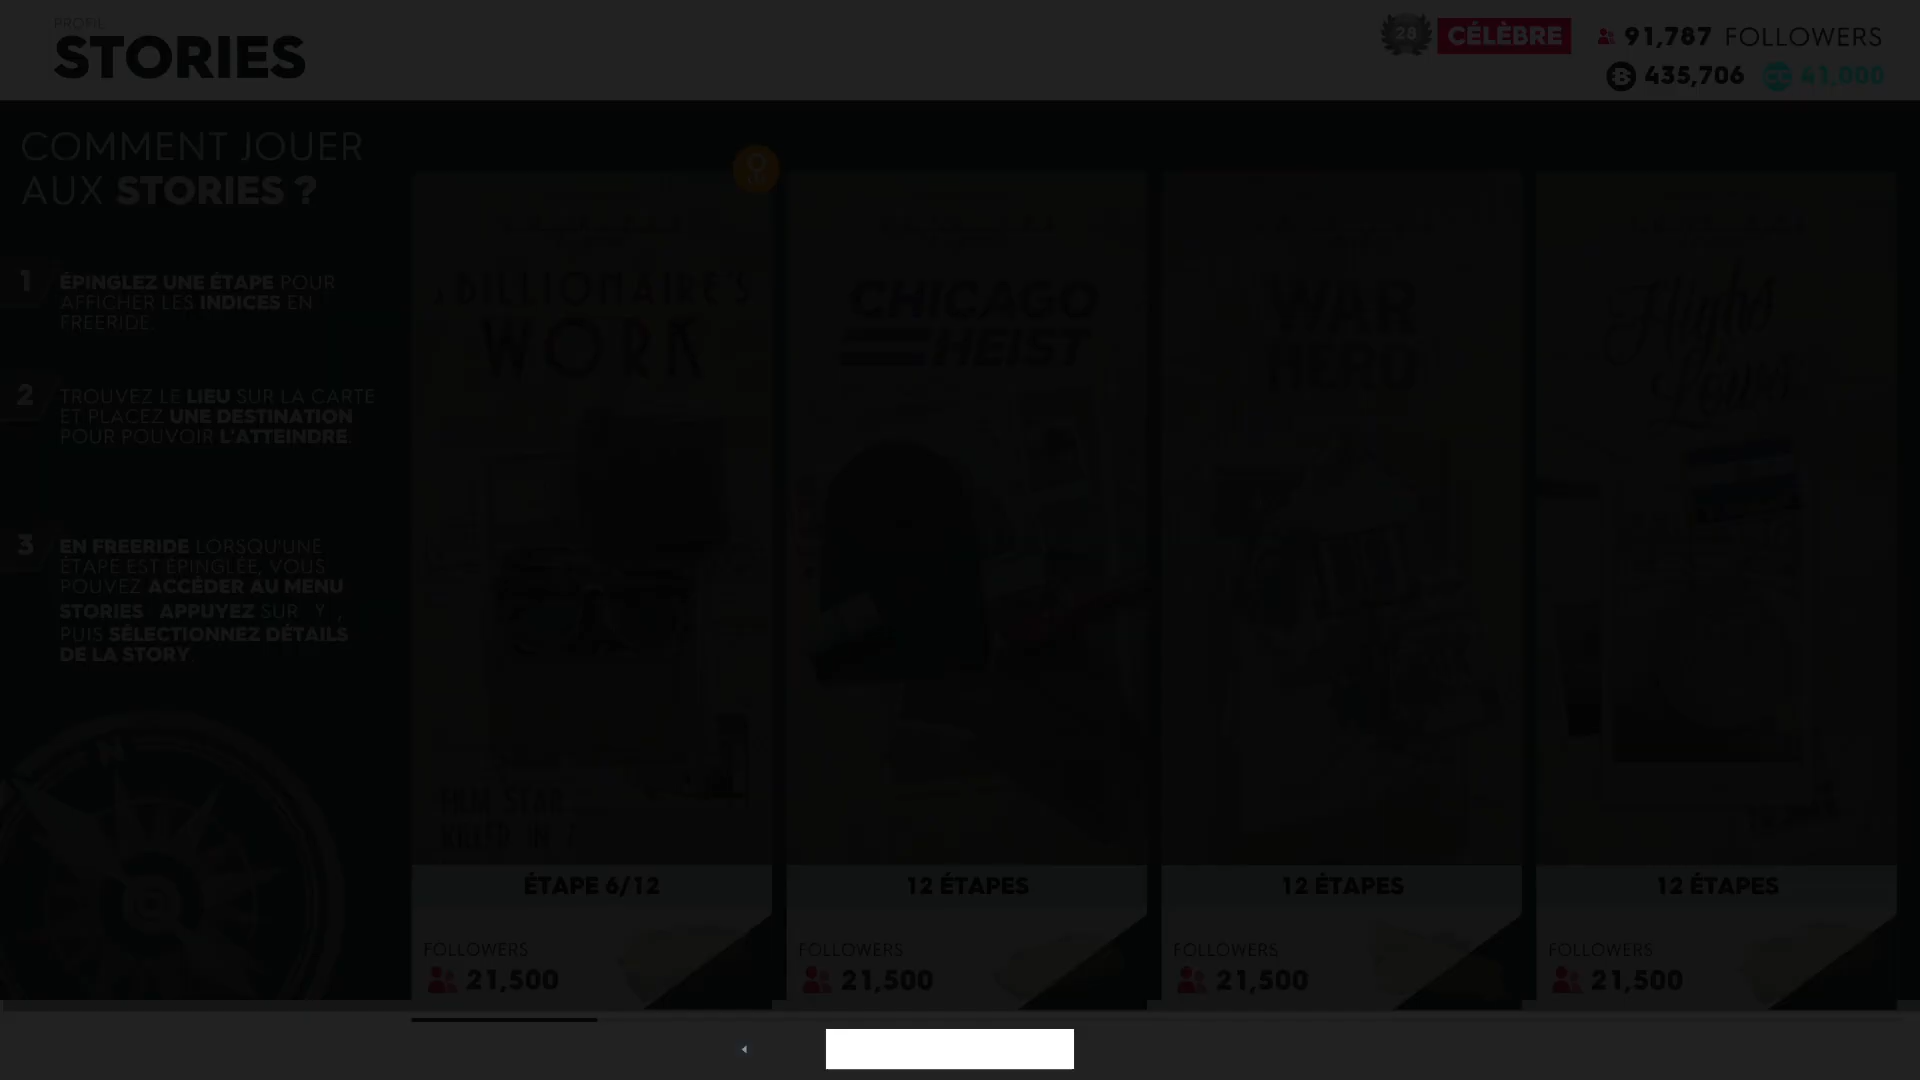 PROFIL
STORIES
28
CÉLÈBRE
91,787 FOLLOWERS
435,706
41,000
COMMENT JOUER
AUX STORIES ?
1
ÉPINGLEZ UNE ÉTAPE POUR
AFFICHER LES INDICES EN
FREERIDE.
2
TROUVEZ LE LIEU SUR LA CARTE
ET PLACEZ UNE DESTINATION
POUR POUVOIR L'ATTEINDRE.
3
EN FREERIDE LORSQU'UNE
ÉTAPE EST ÉPINGLÉE, VOUS
POUVEZ ACCÉDER AU MENU
STORIES APPUYEZ SUR Y ,
PUIS SÉLECTIONNEZ DÉTAILS
DE LA STORY.
BILLIONAIRE'S
WORK
ÉTAPE 6/12
FOLLOWERS
21,500
CHICAGO
HEIST
12 ÉTAPES
FOLLOWERS
21,500
WAR
HERO
12 ÉTAPES
FOLLOWERS
21,500
Highs
Lows
12 ÉTAPES
FOLLOWERS
21,500